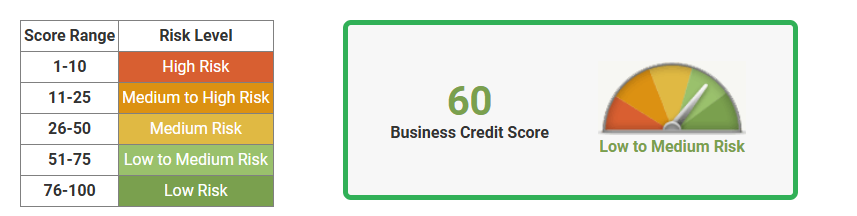 Score Range Risk Level
1-10 High Risk
11-25 Medium to High Risk
26-50 Medium Risk
51-75 Low to Medium Risk
76-100 Low Risk
60
Business Credit Score
Low to Medium Risk